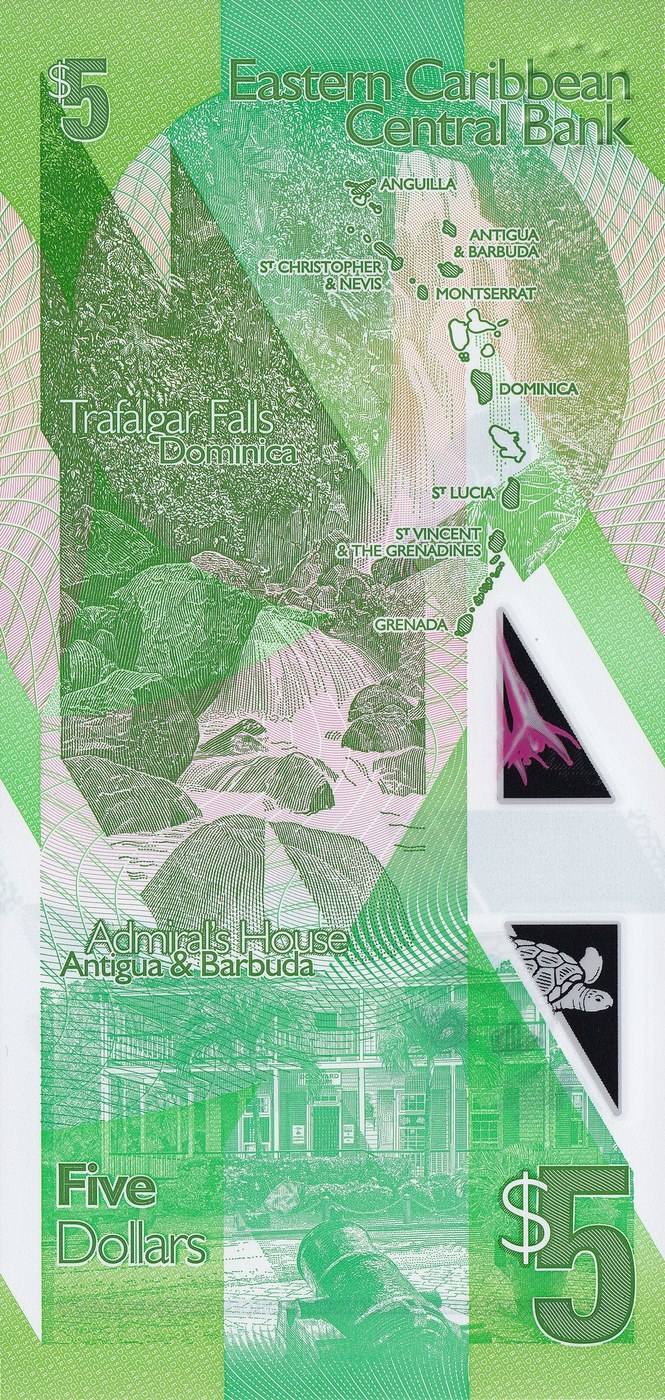 $5
Eastern Caribbean
Central Bank
ANGUILLA
ANTIGUA
& BARBUDA
ST CHRISTOPHER
& NEVIS
MONTSERRAT
DOMINICA
Trafalgar Falls
Dominica
ST LUCIA
ST VINCENT
& THE GRENADINES
GRENADA
Admiral's House
Antigua & Barbuda
Five
Dollars
$5